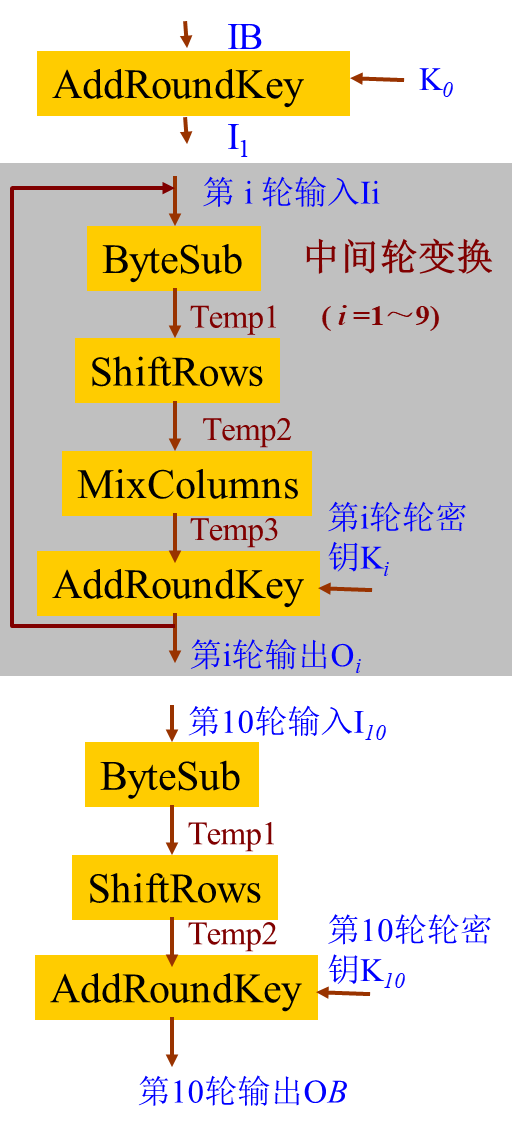 IB
AddRoundKey
K0
I1
第 i 轮输入Ii
ByteSub
中间轮变换
Temp1
( i =1～9)
ShiftRows
Temp2
MixColumns
Temp3
第i轮轮密
钥Ki
AddRoundKey
第i轮输出Oi
第10轮输入I10
ByteSub
Temp1
ShiftRows
Temp2
第10轮轮密
钥K10
AddRoundKey
第10轮输出OB